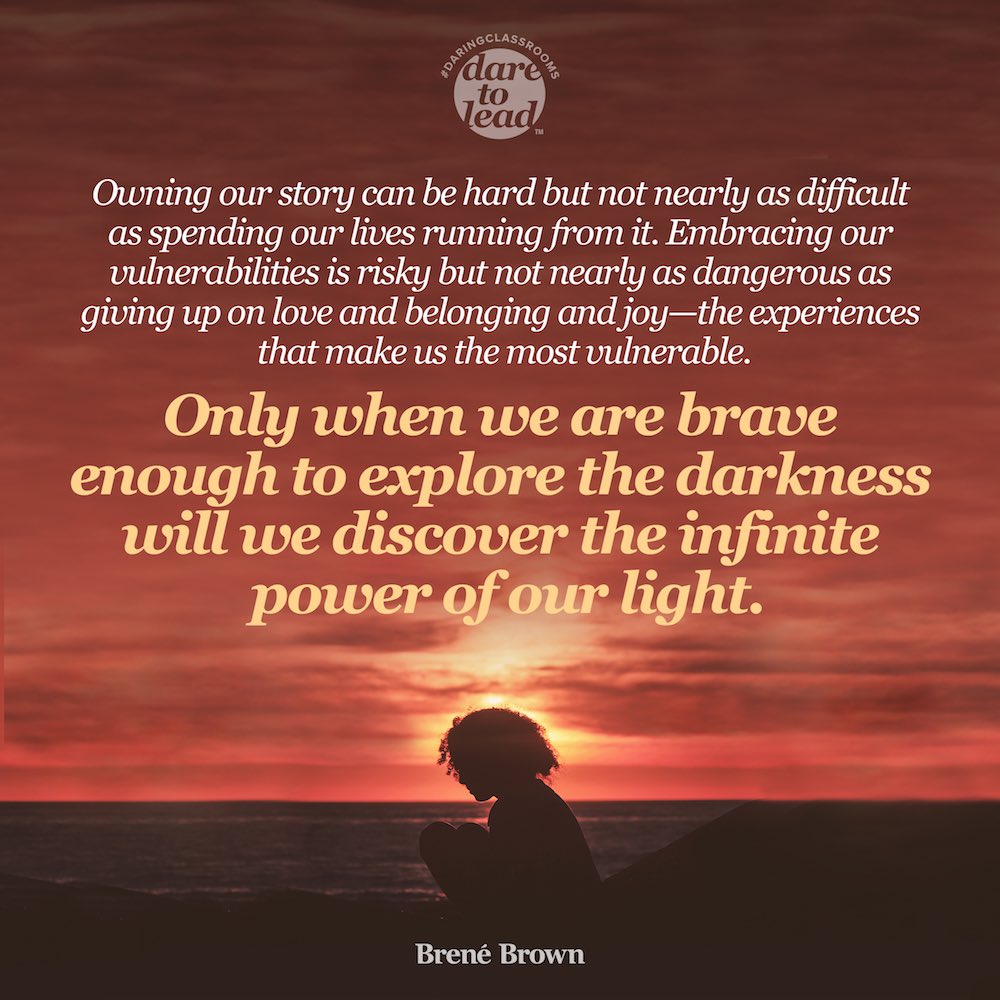 #DARINGCLASSROOMS
dare
to
lead™
Owning our story can be hard but not nearly as difficult
as spending our lives running from it. Embracing our
vulnerabilities is risky but not nearly as dangerous as
giving up on love and belonging and joy—the experiences
that make us the most vulnerable.
Only when we are brave
enough to explore the darkness
will we discover the infinite
power of our light.
Brené Brown